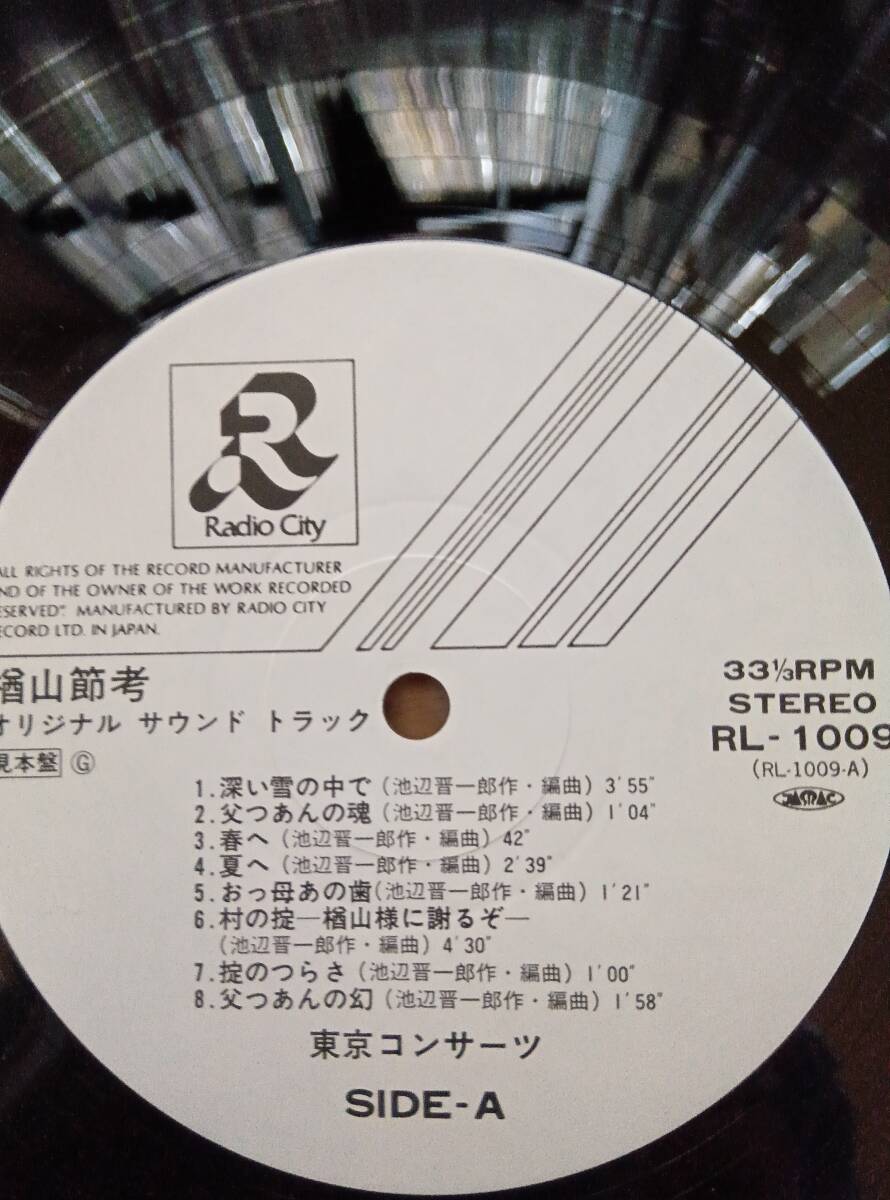 R
Radio City
ALL RIGHTS OF THE RECORD MANUFACTURER
ND OF THE OWNER OF THE WORK RECORDED
ESERVED". MANUFACTURED BY RADIO CITY
ECORD LTD. IN JAPAN.
楢山節考
オリジナル サウンド トラック
見本盤 G
33⅓RPM
STEREO
RL-1009
(RL-1009-A)
JASRAC
1.深い雪の中で(池辺晋一郎作・編曲)3′55″
2.父つあんの魂(池辺晋一郎作・編曲)1′04″
3.春へ(池辺晋一郎作・編曲)42″
4.夏へ(池辺晋一郎作・編曲)2′39″
5.おっ母あの歯(池辺晋一郎作・編曲)1′21″
6.村の掟—楢山様に謝るぞ—
(池辺晋一郎作・編曲)4′30″
7.掟のつらさ(池辺晋一郎作・編曲)1′00″
8.父つあんの幻(池辺晋一郎作・編曲)1′58″
東京コンサーツ
SIDE-A